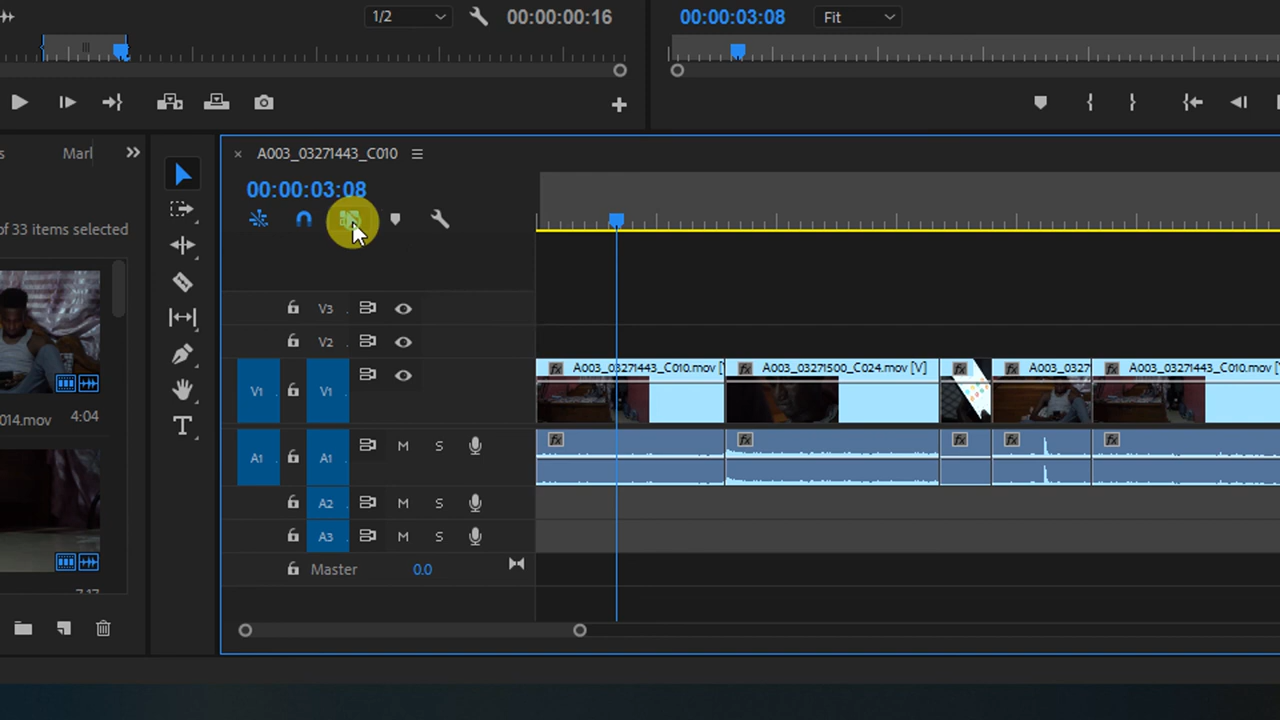 1/2 00:00:00:16 00:00:03:08 Fit
s Marl
A003_03271443_C010
00:00:03:08
of 33 items selected
V3
V2
A003_03271443_C010.mov [V A003_03271500_C024.mov [V] A003_0327 A003_03271443_C010.mov [
V1 V1
014.mov 4:04
A1 A1 M S
A2 M S
A3 M S
Master 0.0
7:17